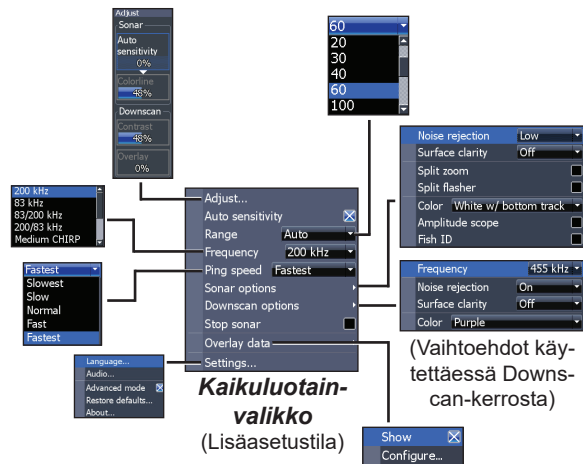 Adjust
Sonar
Auto
sensitivity
0%
Colorline
48%
Downscan
Contrast
48%
Overlay
0%
60
20
30
40
60
100
200 kHz
83 kHz
83/200 kHz
200/83 kHz
Medium CHIRP
Fastest
Slowest
Slow
Normal
Fast
Fastest
Language...
Audio...
Advanced mode
Restore defaults...
About...
Adjust...
Auto sensitivity
Range Auto
Frequency 200 kHz
Ping speed Fastest
Sonar options
Downscan options
Stop sonar
Overlay data
Settings...
Kaikuluotain-
valikko
(Lisäasetustila)
Noise rejection Low
Surface clarity Off
Split zoom
Split flasher
Color White w/ bottom track
Amplitude scope
Fish ID
Frequency 455 kHz
Noise rejection On
Surface clarity Off
Color Purple
(Vaihtoehdot käy-
tettäessä Downs-
can-kerrosta)
Show
Configure...